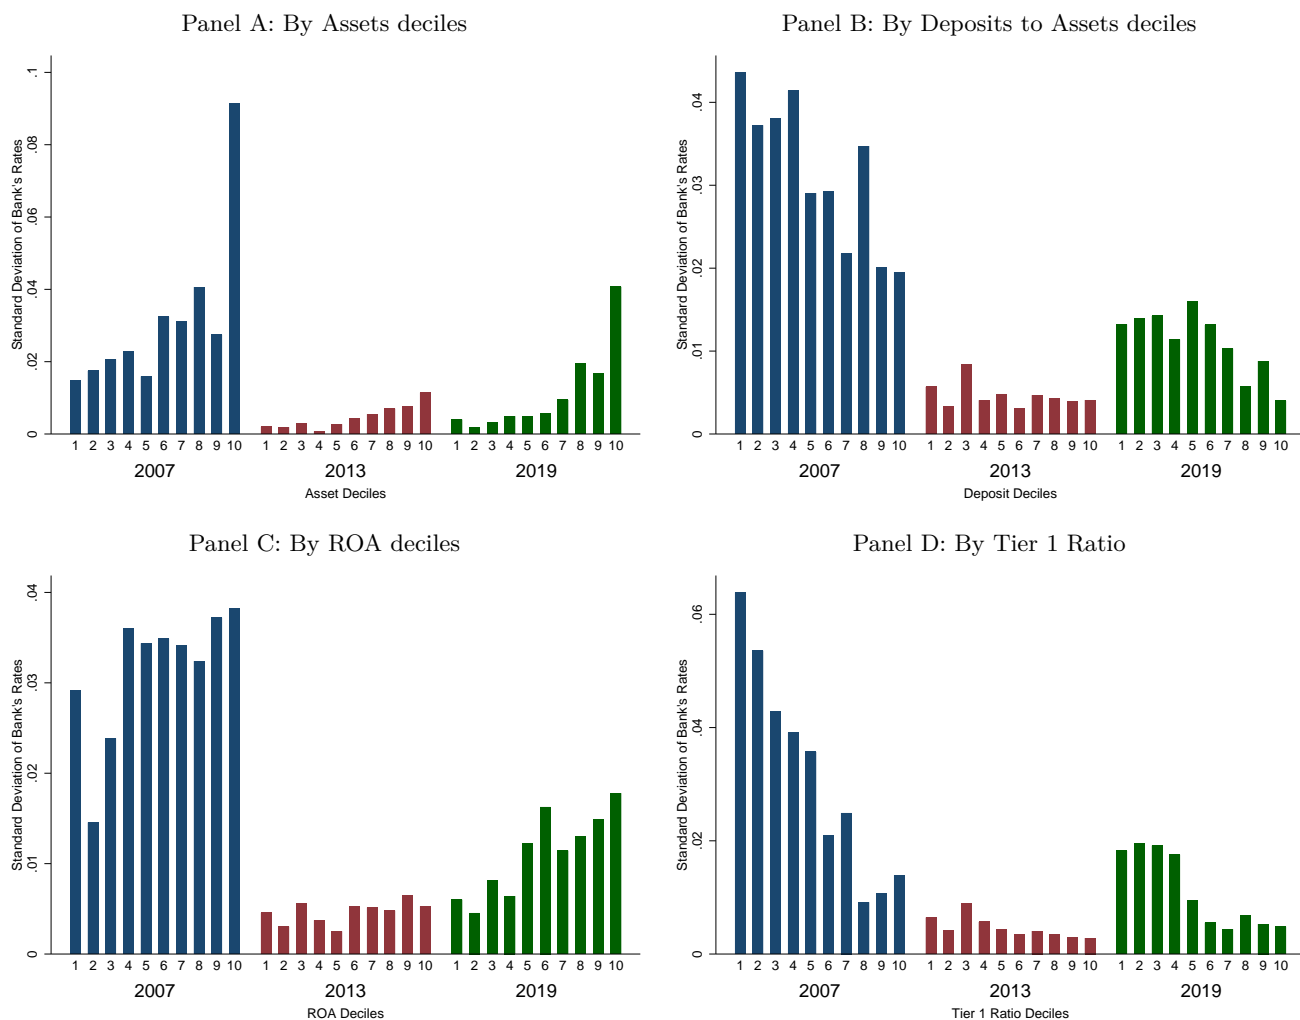 Panel A: By Assets deciles
Standard Deviation of Bank's Rates
.1
.08
.06
.04
.02
0
1 2 3 4 5 6 7 8 9 10 1 2 3 4 5 6 7 8 9 10 1 2 3 4 5 6 7 8 9 10
2007 2013 2019
Asset Deciles
Panel B: By Deposits to Assets deciles
Standard Deviation of Bank's Rates
.04
.03
.02
.01
0
1 2 3 4 5 6 7 8 9 10 1 2 3 4 5 6 7 8 9 10 1 2 3 4 5 6 7 8 9 10
2007 2013 2019
Deposit Deciles
Panel C: By ROA deciles
Standard Deviation of Bank's Rates
.04
.03
.02
.01
0
1 2 3 4 5 6 7 8 9 10 1 2 3 4 5 6 7 8 9 10 1 2 3 4 5 6 7 8 9 10
2007 2013 2019
ROA Deciles
Panel D: By Tier 1 Ratio
Standard Deviation of Bank's Rates
.06
.04
.02
0
1 2 3 4 5 6 7 8 9 10 1 2 3 4 5 6 7 8 9 10 1 2 3 4 5 6 7 8 9 10
2007 2013 2019
Tier 1 Ratio Deciles